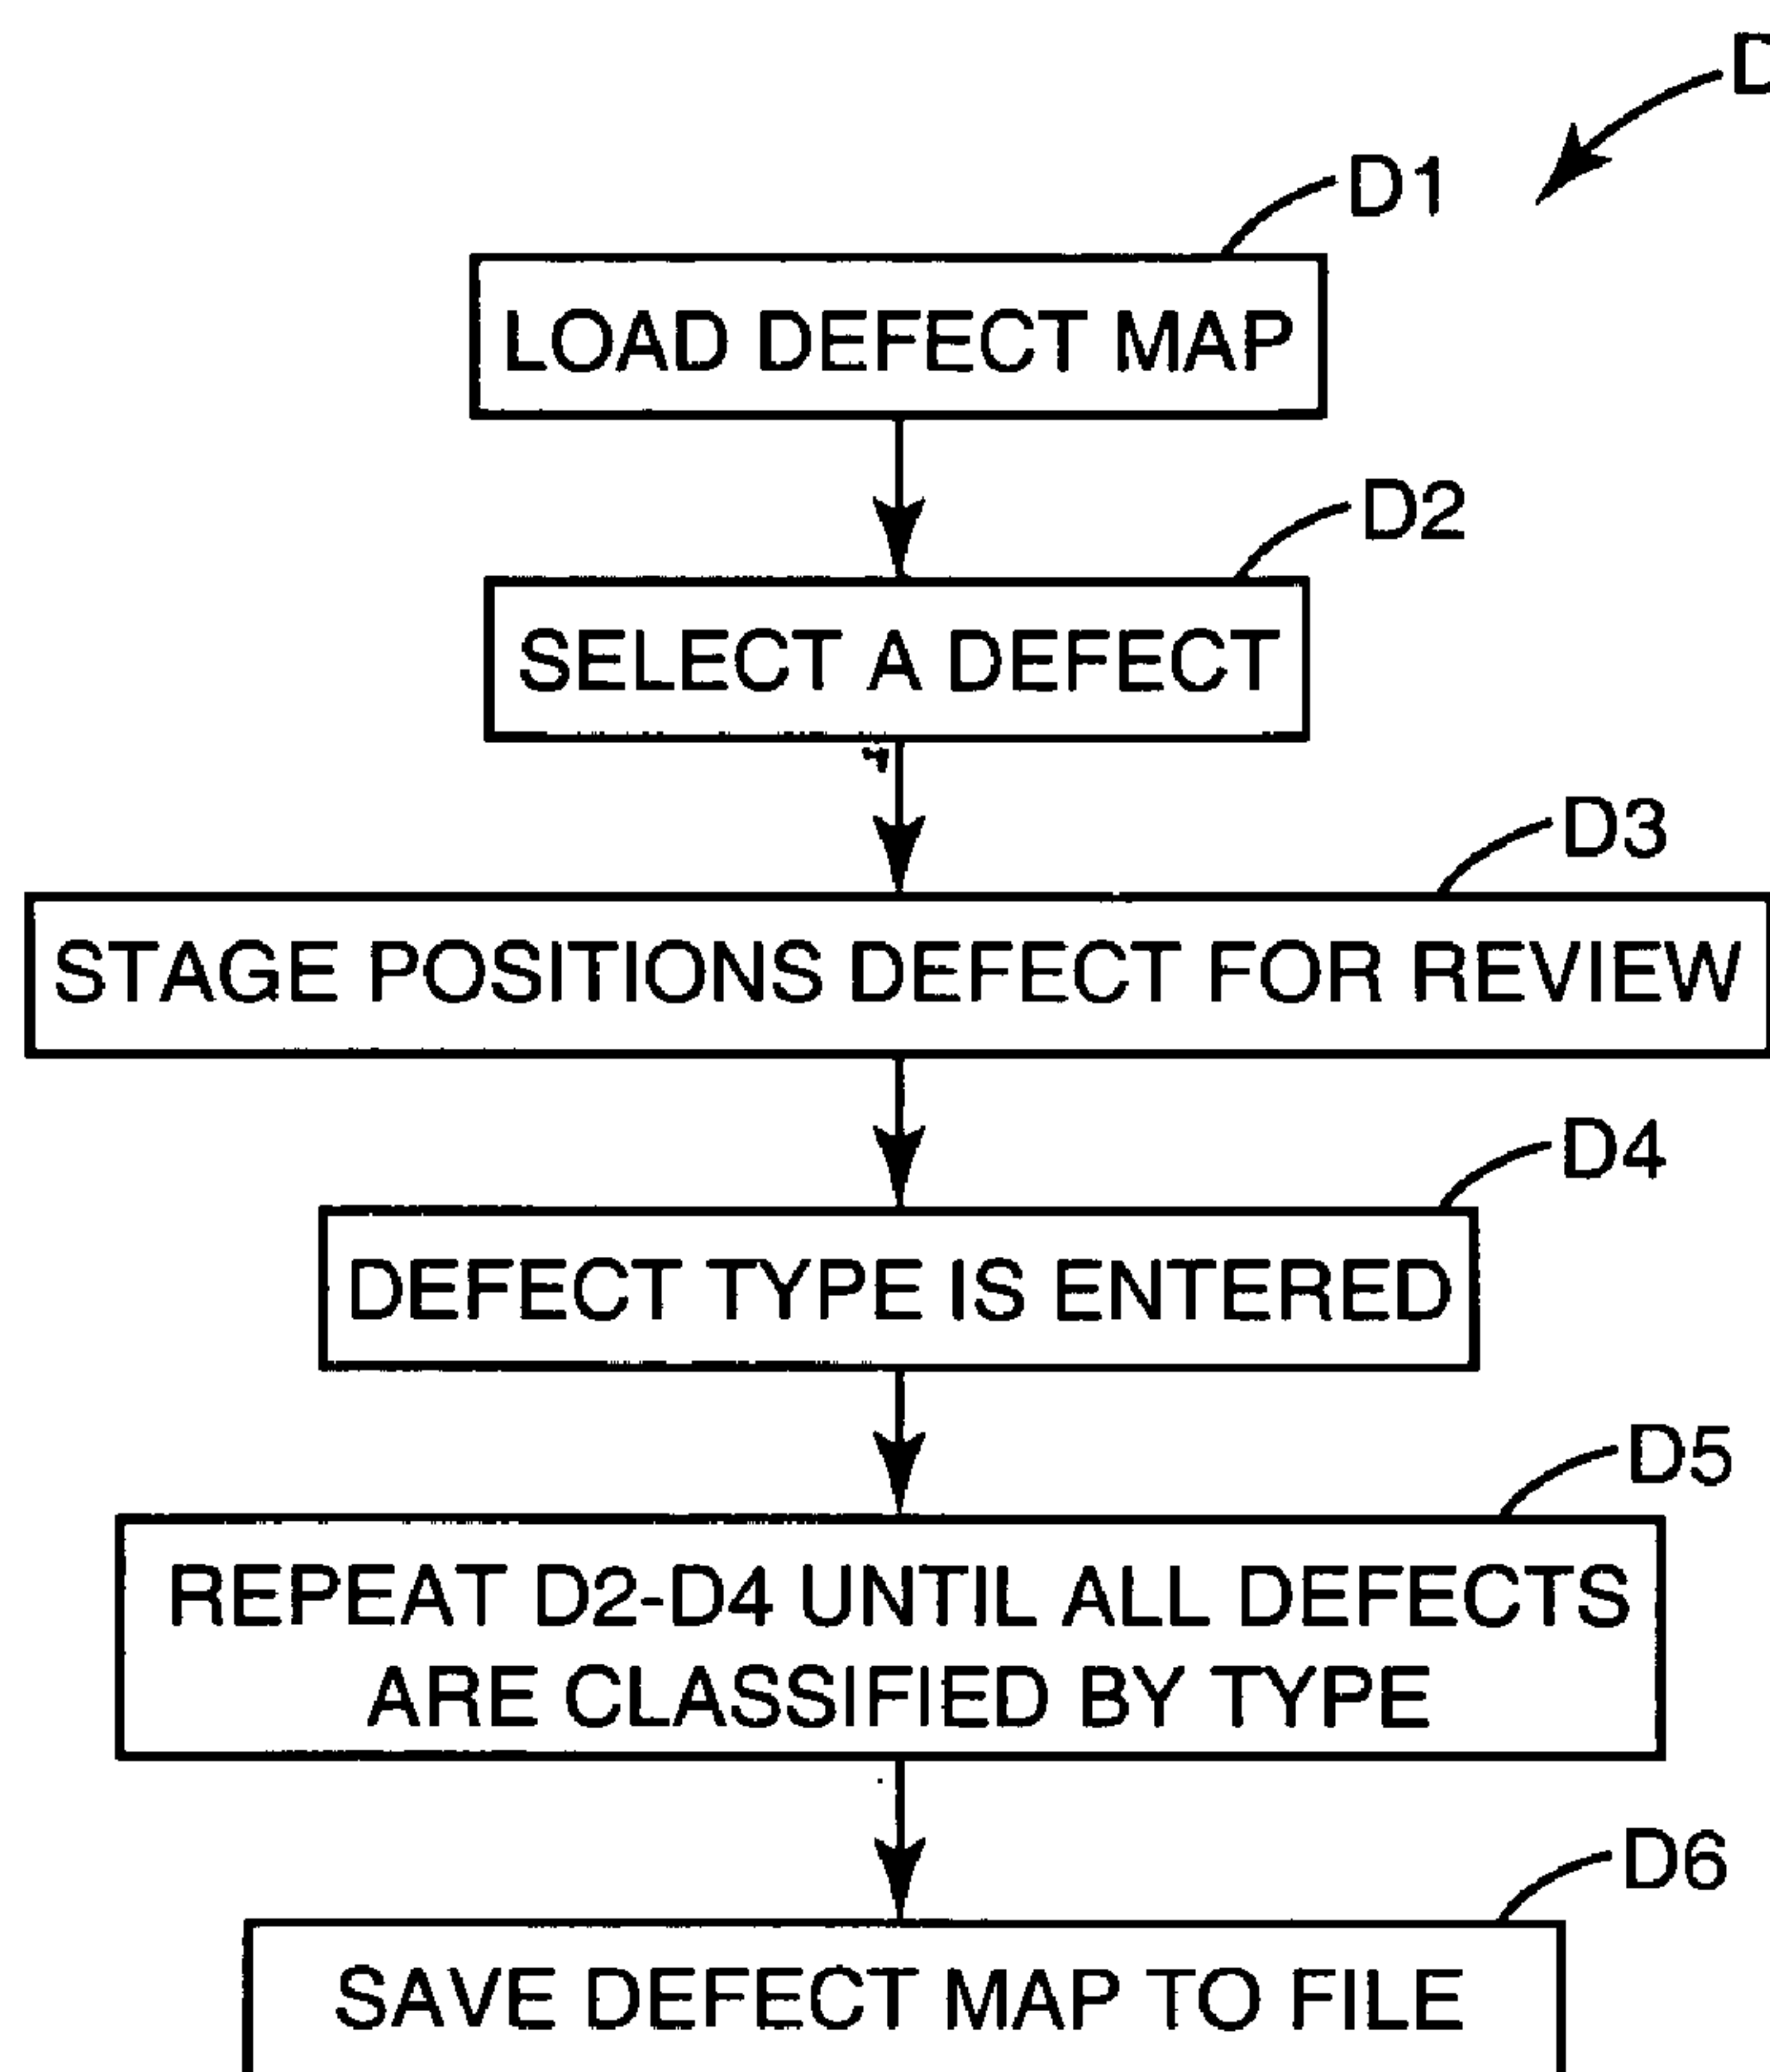 D
D1
LOAD DEFECT MAP
D2
SELECT A DEFECT
D3
STAGE POSITIONS DEFECT FOR REVIEW
D4
DEFECT TYPE IS ENTERED
D5
REPEAT D2-D4 UNTIL ALL DEFECTS
ARE CLASSIFIED BY TYPE
D6
SAVE DEFECT MAP TO FILE